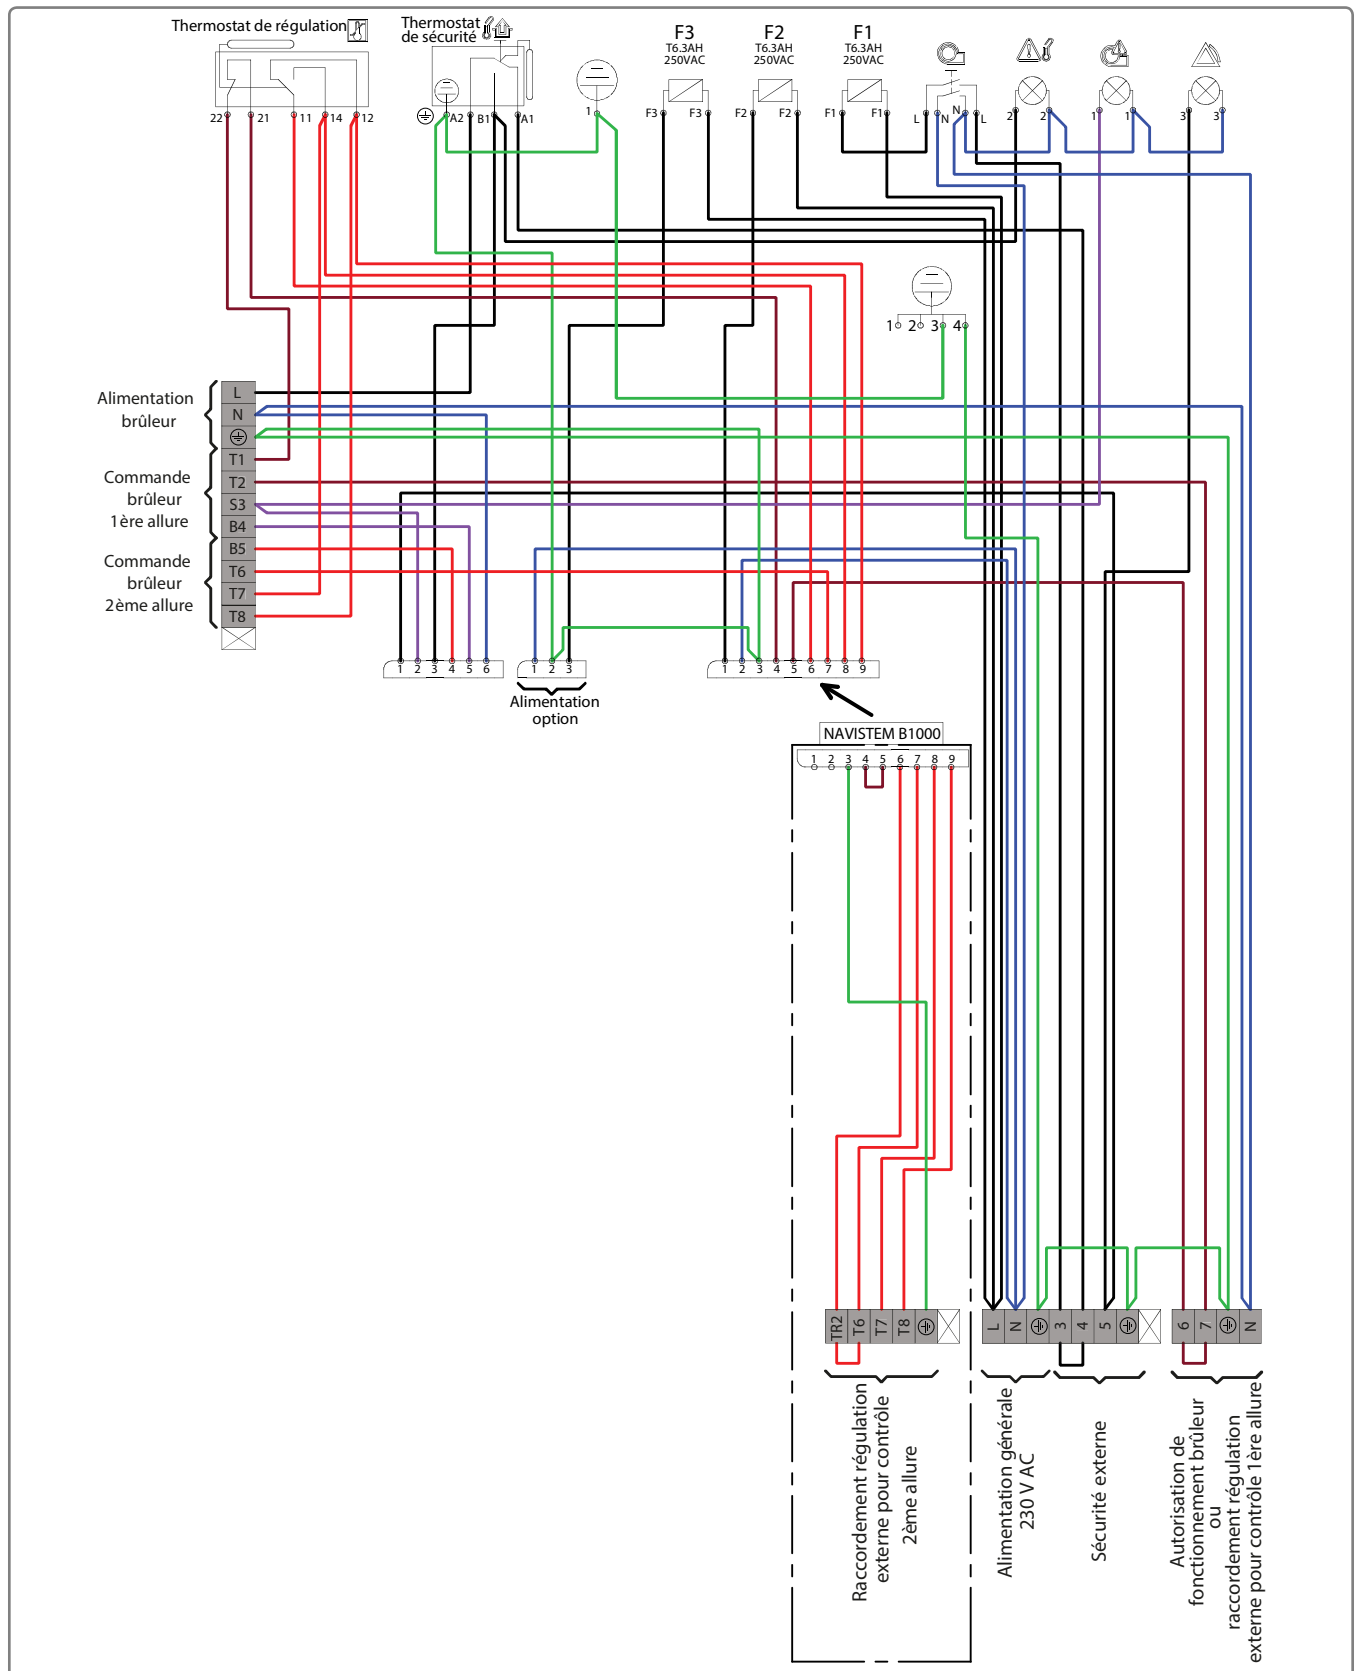 Thermostat de régulation
Thermostat
de sécurité
F3
T6.3AH
250VAC
F2
T6.3AH
250VAC
F1
T6.3AH
250VAC
22
21
11
14
12
A2
B1
A1
1
F3
F3
F2
F2
F1
F1
L
N
N
L
2
2
1
1
3
3
1
2
3
4
Alimentation
brûleur
Commande
brûleur
1ère allure
Commande
brûleur
2ème allure
L
N
T1
T2
S3
B4
B5
T6
T7
T8
1 2 3 4 5 6
1 2 3
Alimentation
option
1 2 3 4 5 6 7 8 9
NAVISTEM B1000
1 2 3 4 5 6 7 8 9
TR2
T6
T7
T8
L
N
3
4
5
6
7
N
Raccordement régulation
externe pour contrôle
2ème allure
Alimentation générale
230 V AC
Sécurité externe
Autorisation de
fonctionnement brûleur
ou
raccordement régulation
externe pour contrôle 1ère allure